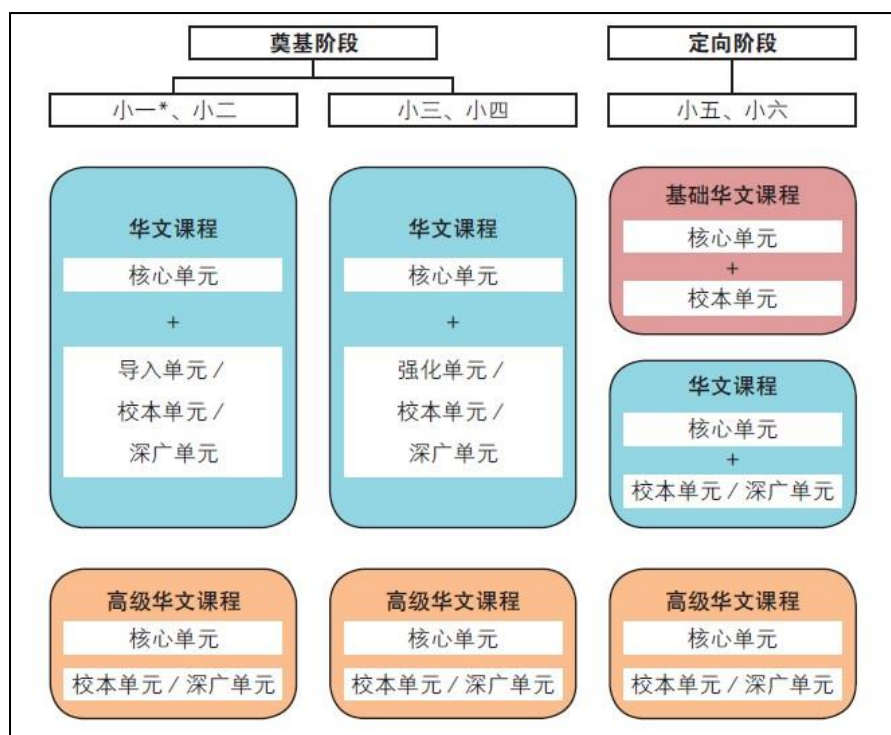 奠基阶段
定向阶段
小一*、小二
小三、小四
小五、小六
华文课程
核心单元
+
导入单元 /
校本单元 /
深广单元
华文课程
核心单元
+
强化单元 /
校本单元 /
深广单元
基础华文课程
核心单元
+
校本单元
华文课程
核心单元
+
校本单元 / 深广单元
高级华文课程
核心单元
校本单元 / 深广单元
高级华文课程
核心单元
校本单元 / 深广单元
高级华文课程
核心单元
校本单元 / 深广单元